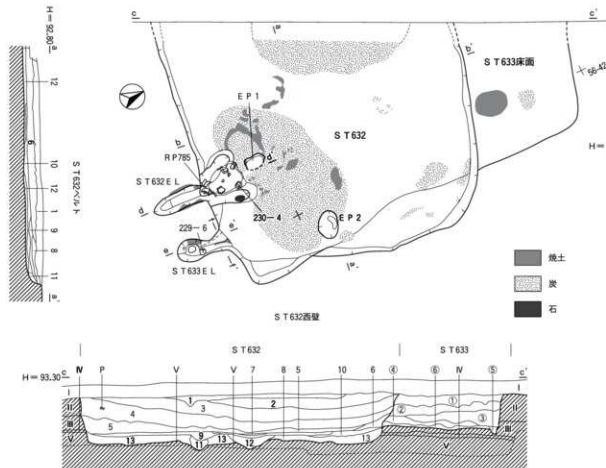 c
c'
H=92.80
a
12
6
10
12
1
9
8
11
a'
ST632ベルト
ST633床面
56-42
H=
EP1
ST632
RP785
ST632EL
230-4
229-6
ST633EL
EP2
焼土
炭
石
ST632西壁
ST632
ST633
H=93.30
c
Ⅳ
P
Ⅴ
Ⅴ
7
8
5
10
6
④
⑥
Ⅳ
⑤
c'
Ⅰ
Ⅱ
Ⅲ
Ⅴ
1
2
3
4
5
13
9
11
13
12
13
②
①
③
Ⅰ
Ⅱ
Ⅲ
Ⅴ